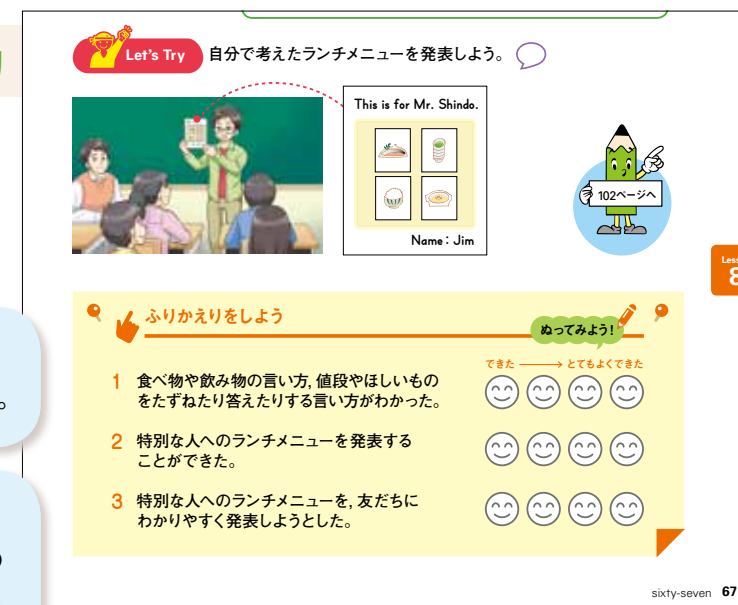 Let's Try 自分で考えたランチメニューを発表しよう。
This is for Mr. Shindo.
Name : Jim
102ページへ
ふりかえりをしよう
ぬってみよう!
できた → とてもよくできた
1 食べ物や飲み物の言い方, 値段やほしいもの
をたずねたり答えたりする言い方がわかった。
2 特別な人へのランチメニューを発表する
ことができた。
3 特別な人へのランチメニューを, 友だちに
わかりやすく発表しようとした。
sixty-seven 67